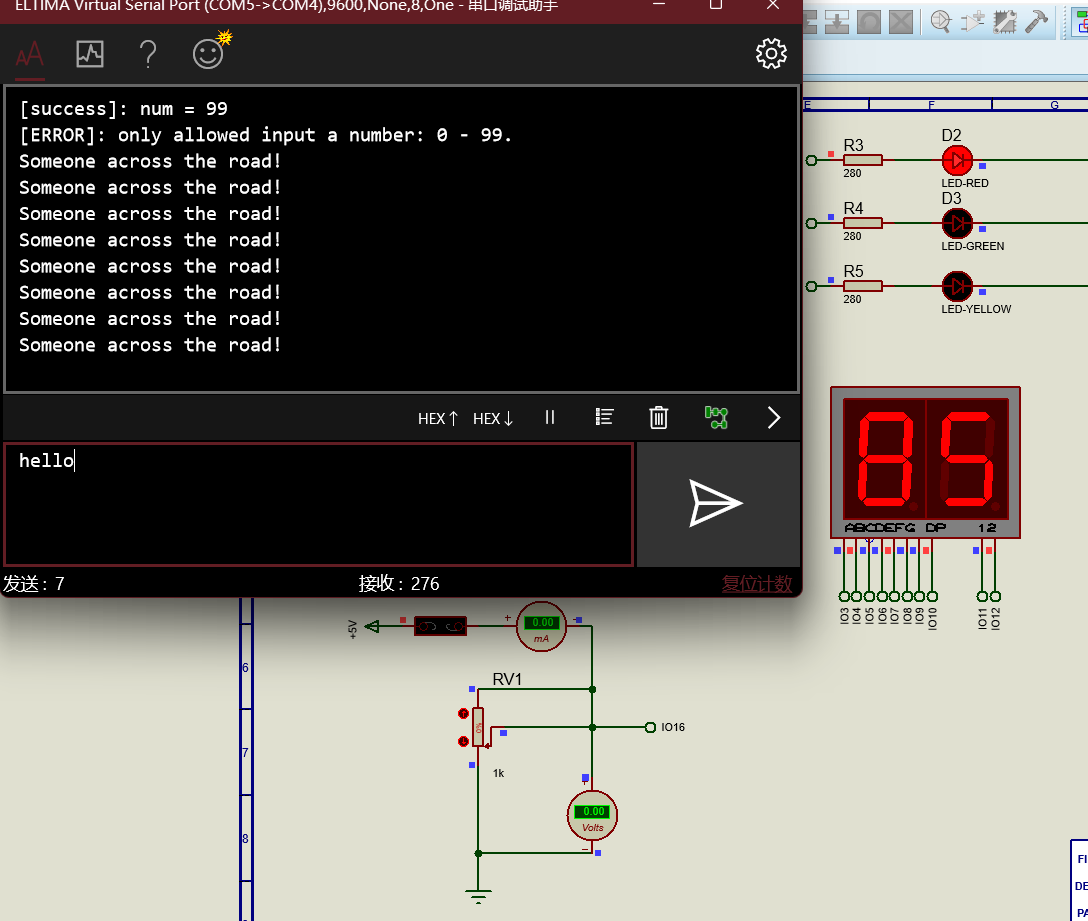 ELTIMA Virtual Serial Port (COM5->COM4),9600,None,8,One - 串口调试助手
[success]: num = 99
[ERROR]: only allowed input a number: 0 - 99.
Someone across the road!
Someone across the road!
Someone across the road!
Someone across the road!
Someone across the road!
Someone across the road!
Someone across the road!
Someone across the road!
HEX↑ HEX↓
hello
发送 : 7
接收 : 276
复位计数
E
F
G
R3
280
D2
LED-RED
R4
280
D3
LED-GREEN
R5
280
LED-YELLOW
85
ABCDEFG DP
12
IO3
IO4
IO5
IO6
IO7
IO8
IO9
IO10
IO11
IO12
+5V
+
0.00
mA
6
RV1
0%
IO16
7
1k
+
0.00
Volts
8
FI
DE
PA